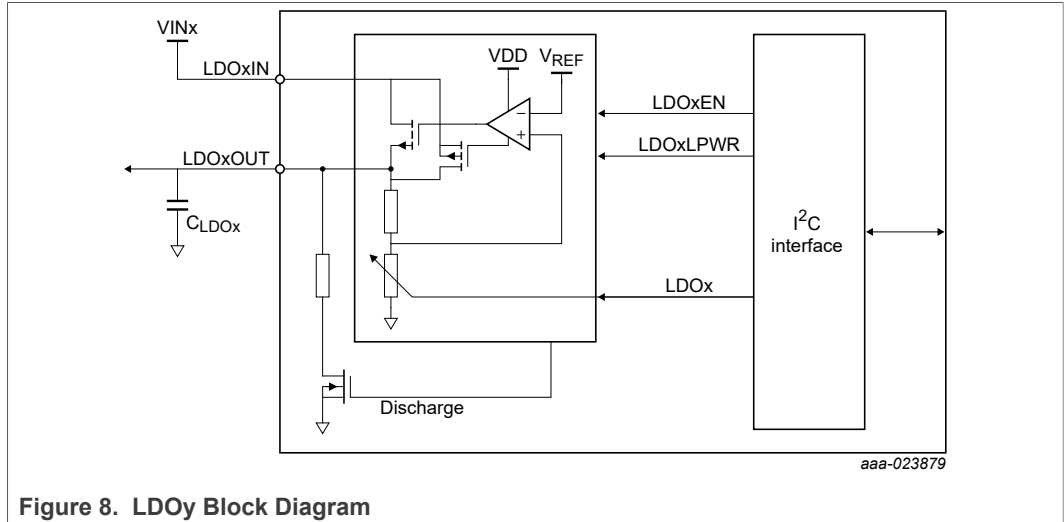 VINx
LDOxIN
VDD
VREF
−
+
LDOxEN
LDOxLPWR
LDOxOUT
CLDOx
I2C
interface
LDOx
Discharge
aaa-023879
Figure 8. LDOy Block Diagram